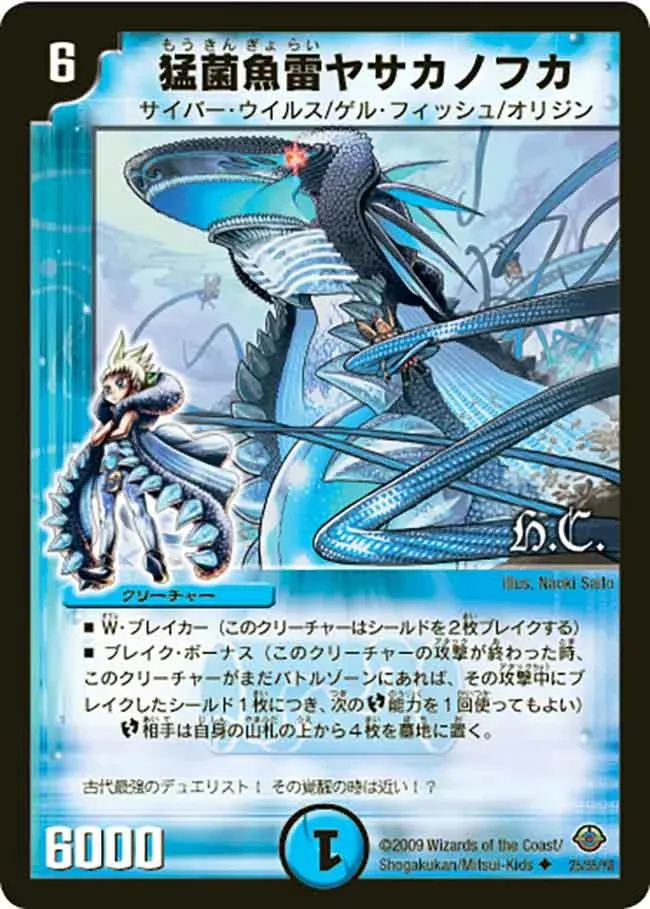 6
もうきんぎょらい
猛菌魚雷ヤサカノフカ
サイバー・ウイルス/ゲル・フィッシュ/オリジン
H.C.
illus. Naoki Saito
クリーチャー
■ W・ブレイカー（このクリーチャーはシールドを２枚ブレイクする）
■ ブレイク・ボーナス（このクリーチャーの攻撃が終わった時、
このクリーチャーがまだバトルゾーンにあれば、その攻撃中にブ
レイクしたシールド１枚につき、次の能力を１回使ってもよい）
相手は自身の山札の上から４枚を墓地に置く。
古代最強のデュエリスト！ その覚醒の時は近い！？
6000
1
©2009 Wizards of the Coast/
Shogakukan/Mitsui-Kids